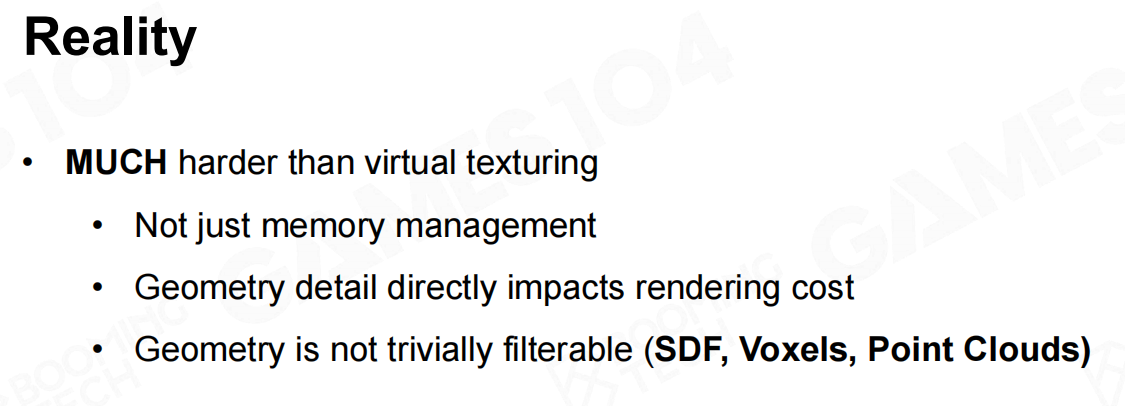 Reality
• MUCH harder than virtual texturing
• Not just memory management
• Geometry detail directly impacts rendering cost
• Geometry is not trivially filterable (SDF, Voxels, Point Clouds)
GAMES104
BOOMING
TECH